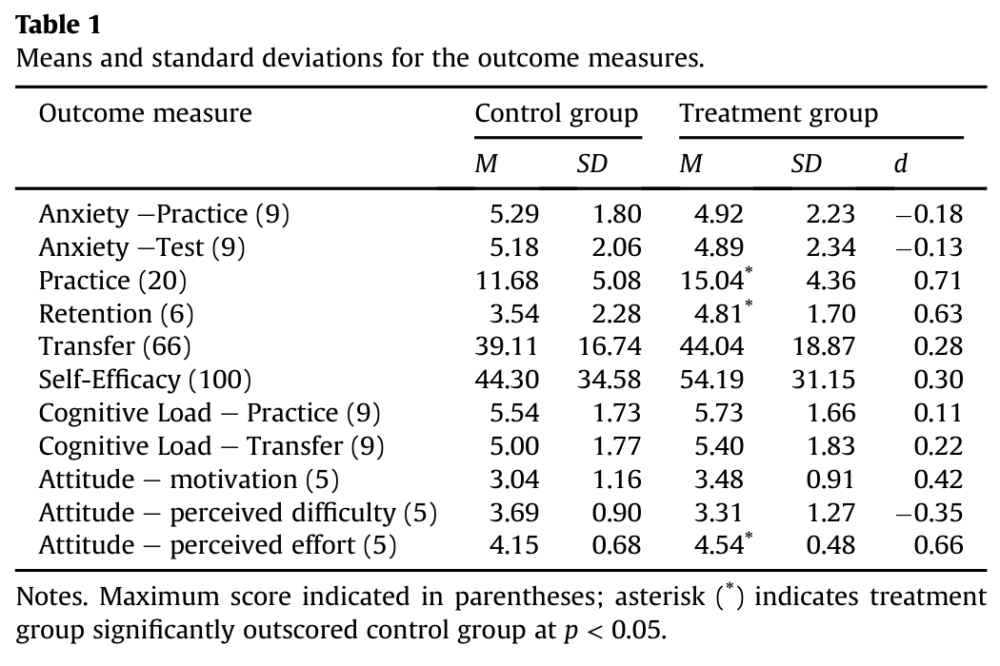 Table 1
Means and standard deviations for the outcome measures.
Outcome measure Control group Treatment group
M SD M SD d
Anxiety −Practice (9) 5.29 1.80 4.92 2.23 −0.18
Anxiety −Test (9) 5.18 2.06 4.89 2.34 −0.13
Practice (20) 11.68 5.08 15.04* 4.36 0.71
Retention (6) 3.54 2.28 4.81* 1.70 0.63
Transfer (66) 39.11 16.74 44.04 18.87 0.28
Self-Efficacy (100) 44.30 34.58 54.19 31.15 0.30
Cognitive Load − Practice (9) 5.54 1.73 5.73 1.66 0.11
Cognitive Load − Transfer (9) 5.00 1.77 5.40 1.83 0.22
Attitude − motivation (5) 3.04 1.16 3.48 0.91 0.42
Attitude − perceived difficulty (5) 3.69 0.90 3.31 1.27 −0.35
Attitude − perceived effort (5) 4.15 0.68 4.54* 0.48 0.66
Notes. Maximum score indicated in parentheses; asterisk (*) indicates treatment
group significantly outscored control group at p < 0.05.